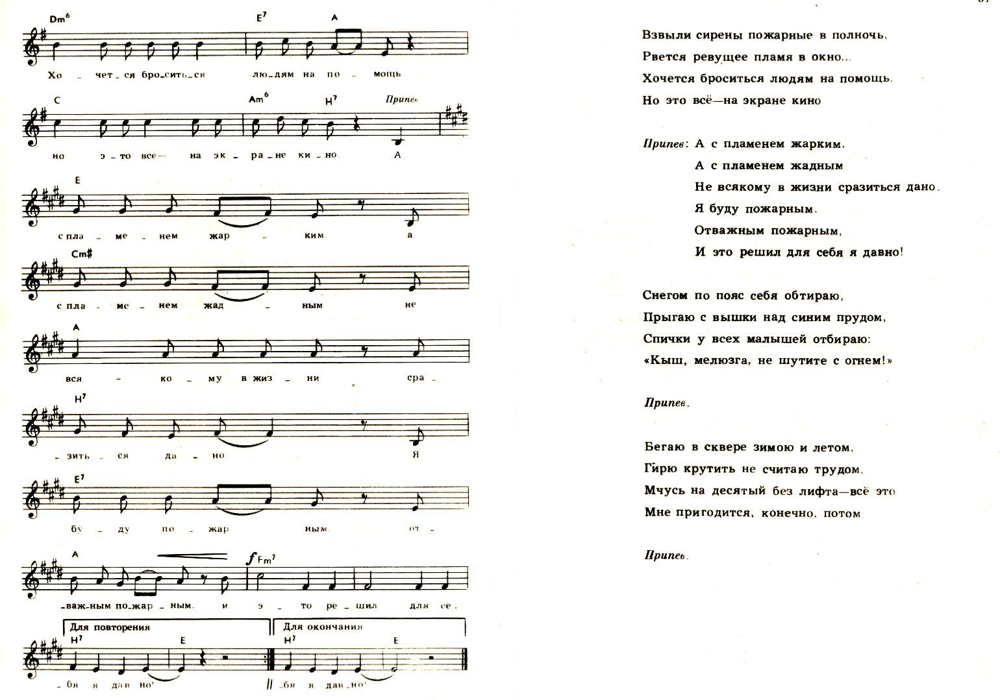 Dm6 E7 A
Хо - чет - ся бро-сить-ся лю-дям на по - мощь
C Am6 H7 Припев
но э - то все— на эк - ра - не ки - но. А
E
с пла - ме - нем жар - ким. а
Cm#
с пла - ме - нем жад - ным не
A
вся - ко - му в жиз - ни сра -
H7
- зить - ся да - но Я
E7
бу - ду по - жар - ным. от -
A f Fm7
-важ-ным по-жар - ным. и э - то ре - шил для се -
Для повторения Для окончания
H7 E H7 E
- бя я дав но! -бя я дав - но!
Взвыли сирены пожарные в полночь,
Рвется ревущее пламя в окно...
Хочется броситься людям на помощь.
Но это всё—на экране кино
Припев: А с пламенем жарким,
А с пламенем жадным
Не всякому в жизни сразиться дано.
Я буду пожарным.
Отважным пожарным,
И это решил для себя я давно!
Снегом по пояс себя обтираю,
Прыгаю с вышки над синим прудом,
Спички у всех малышей отбираю:
«Кыш, мелюзга, не шутите с огнем!»
Припев.
Бегаю в сквере зимою и летом,
Гирю крутить не считаю трудом,
Мчусь на десятый без лифта—всё это
Мне пригодится, конечно, потом
Припев.